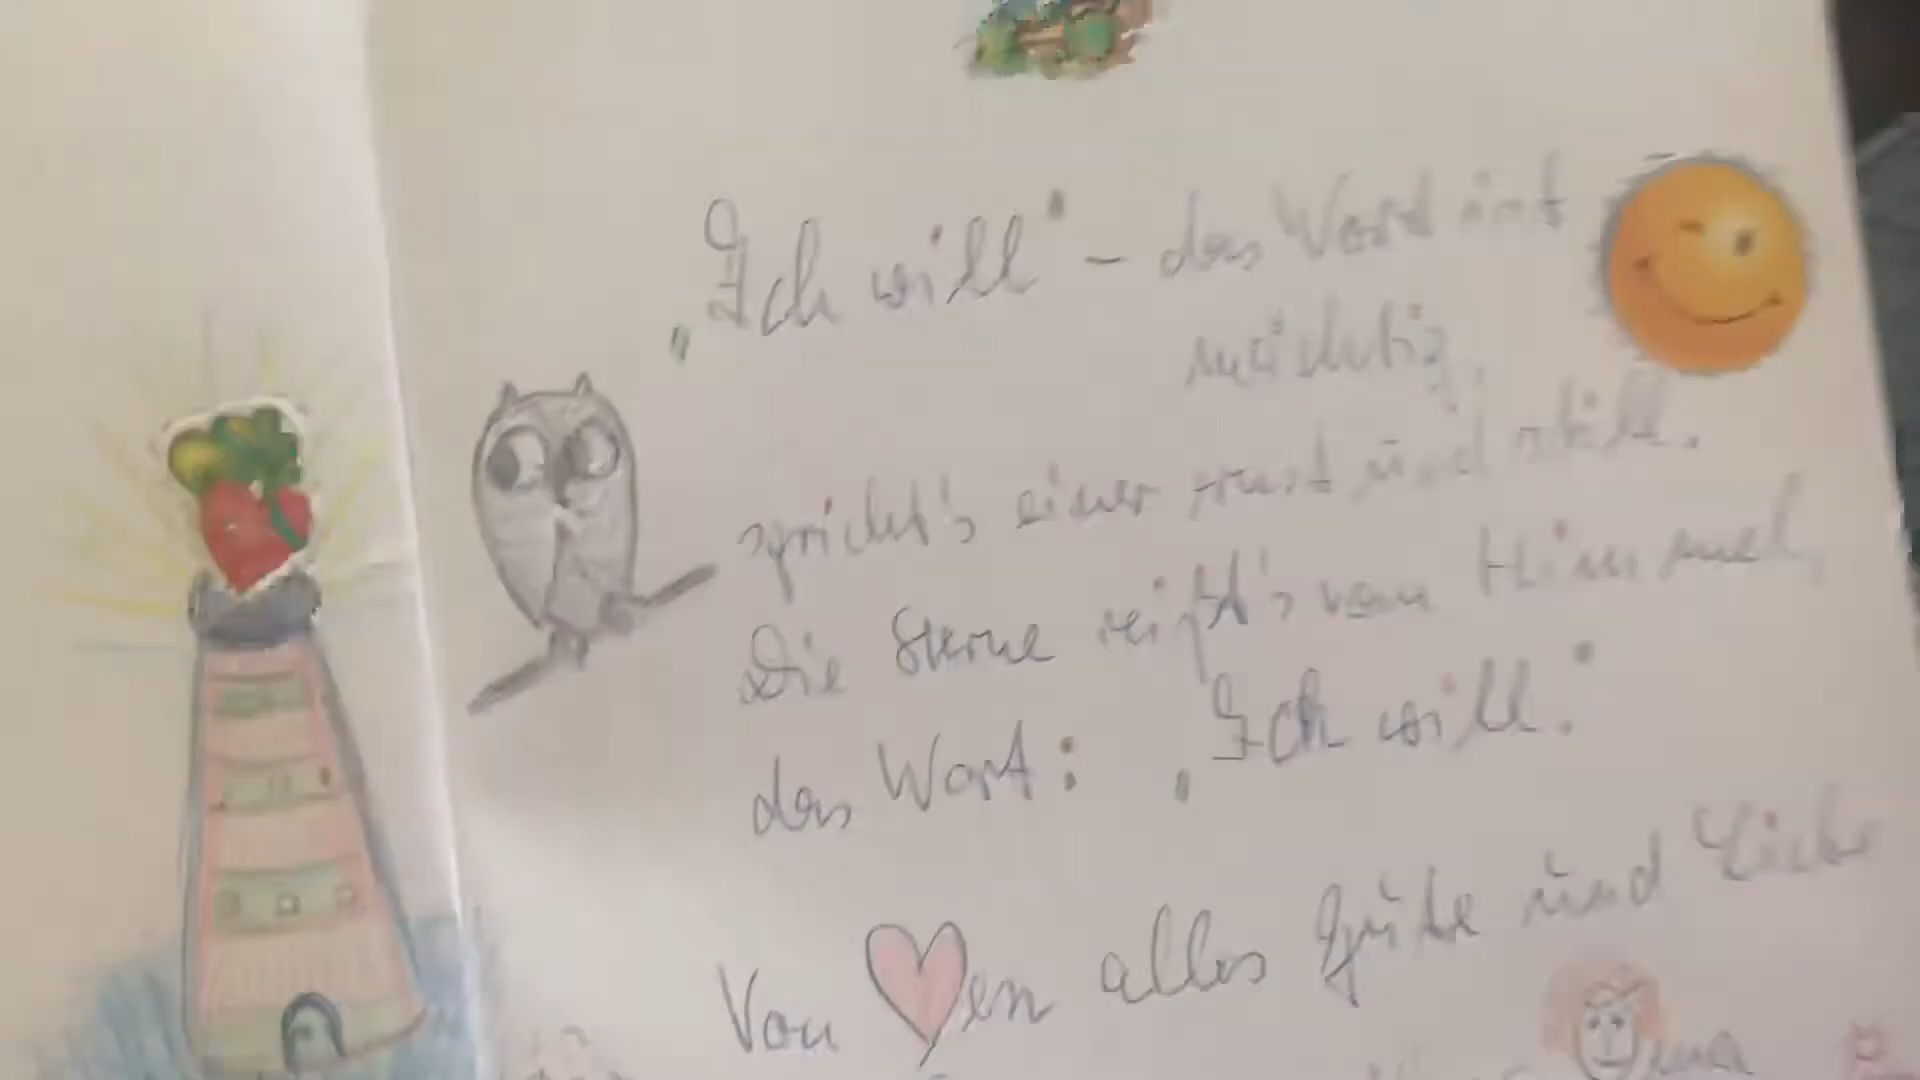 „Ich will" – das Wort ist
mächtig,
spricht's einer ernst und still.
Die Sterne reißt's vom Himmel,
das Wort: „Ich will."
Von en alles Gute und Liebe